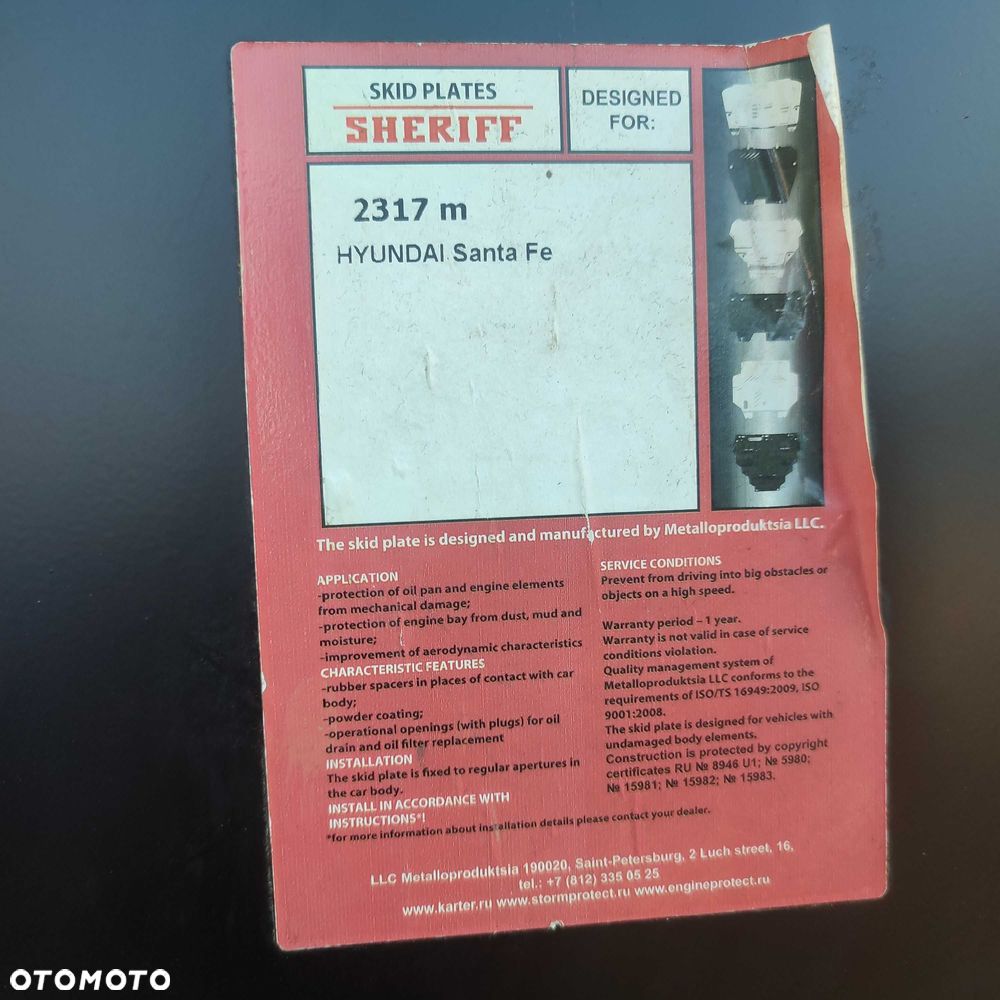 SKID PLATES
SHERIFF
DESIGNED
FOR:
2317 m
HYUNDAI Santa Fe
The skid plate is designed and manufactured by Metalloproduktsia LLC.
APPLICATION
-protection of oil pan and engine elements
from mechanical damage;
-protection of engine bay from dust, mud and
moisture;
-improvement of aerodynamic characteristics
CHARACTERISTIC FEATURES
-rubber spacers in places of contact with car
body;
-powder coating;
-operational openings (with plugs) for oil
drain and oil filter replacement
INSTALLATION
The skid plate is fixed to regular apertures in
the car body.
INSTALL IN ACCORDANCE WITH
INSTRUCTIONS*!
*for more information about installation details please contact your dealer.
SERVICE CONDITIONS
Prevent from driving into big obstacles or
objects on a high speed.
Warranty period – 1 year.
Warranty is not valid in case of service
conditions violation.
Quality management system of
Metalloproduktsia LLC conforms to the
requirements of ISO/TS 16949:2009, ISO
9001:2008.
The skid plate is designed for vehicles with
undamaged body elements.
Construction is protected by copyright
certificates RU № 8946 U1; № 5980;
№ 15981; № 15982; № 15983.
LLC Metalloproduktsia 190020, Saint-Petersburg, 2 Luch street, 16,
tel.: +7 (812) 335 05 25
www.karter.ru www.stormprotect.ru www.engineprotect.ru
OTOMOTO